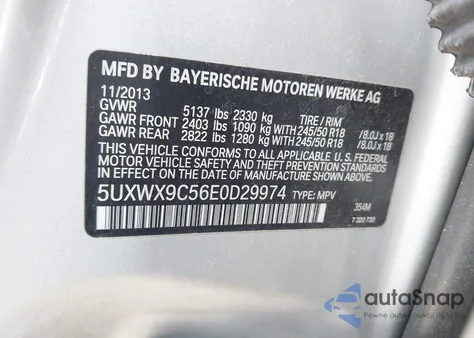 MFD BY BAYERISCHE MOTOREN WERKE AG
11/2013
GVWR 5137 lbs 2330 kg TIRE / RIM
GAWR FRONT 2403 lbs 1090 kg 245/50 R18 /8.0J x 18
GAWR REAR 2822 lbs 1280 kg 245/50 R18 /8.0J x 18
THIS VEHICLE CONFORMS TO ALL APPLICABLE U. S. FEDERAL
MOTOR VEHICLE SAFETY, BUMPER, AND THEFT PREVENTION
STANDARDS IN EFFECT ON THE DATE OF MANUFACTURE SHOWN ABOVE.
5UXWX9C56E0D29974 TYPE: MPV
354M
7 320 730
autoSnap
Pewne auta